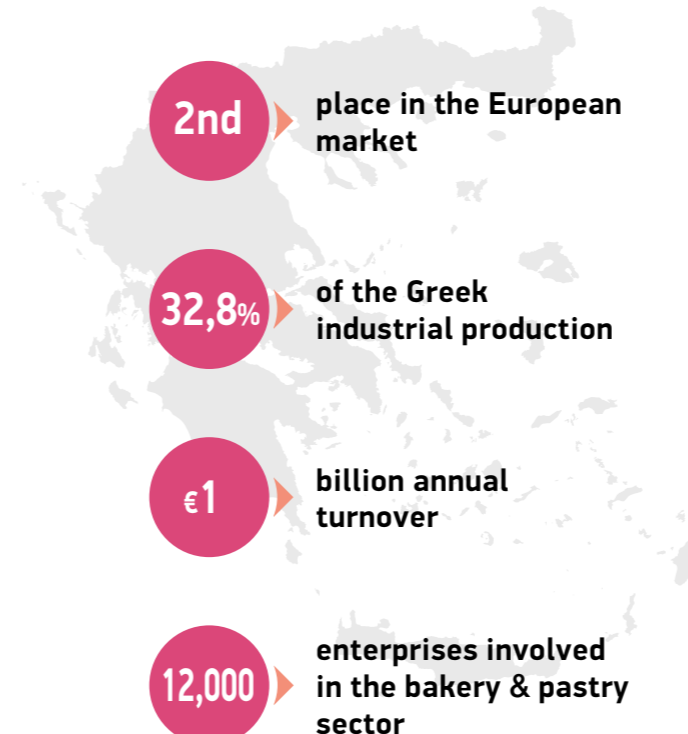 2nd
place in the European
market
32,8%
of the Greek
industrial production
€1
billion annual
turnover
12,000
enterprises involved
in the bakery & pastry
sector